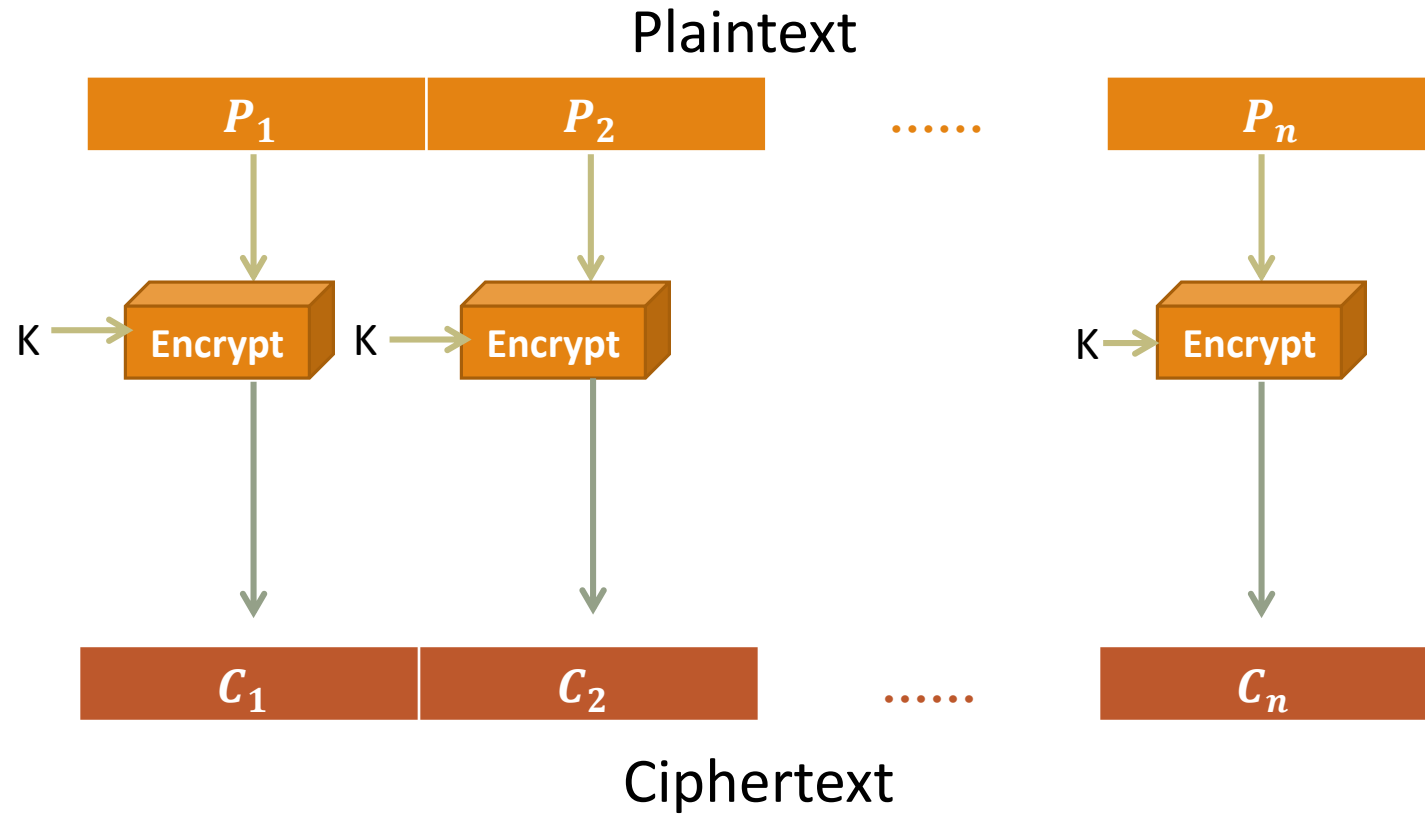 Plaintext
P₁ P₂ ...... Pₙ
K Encrypt K Encrypt K Encrypt
C₁ C₂ ...... Cₙ
Ciphertext